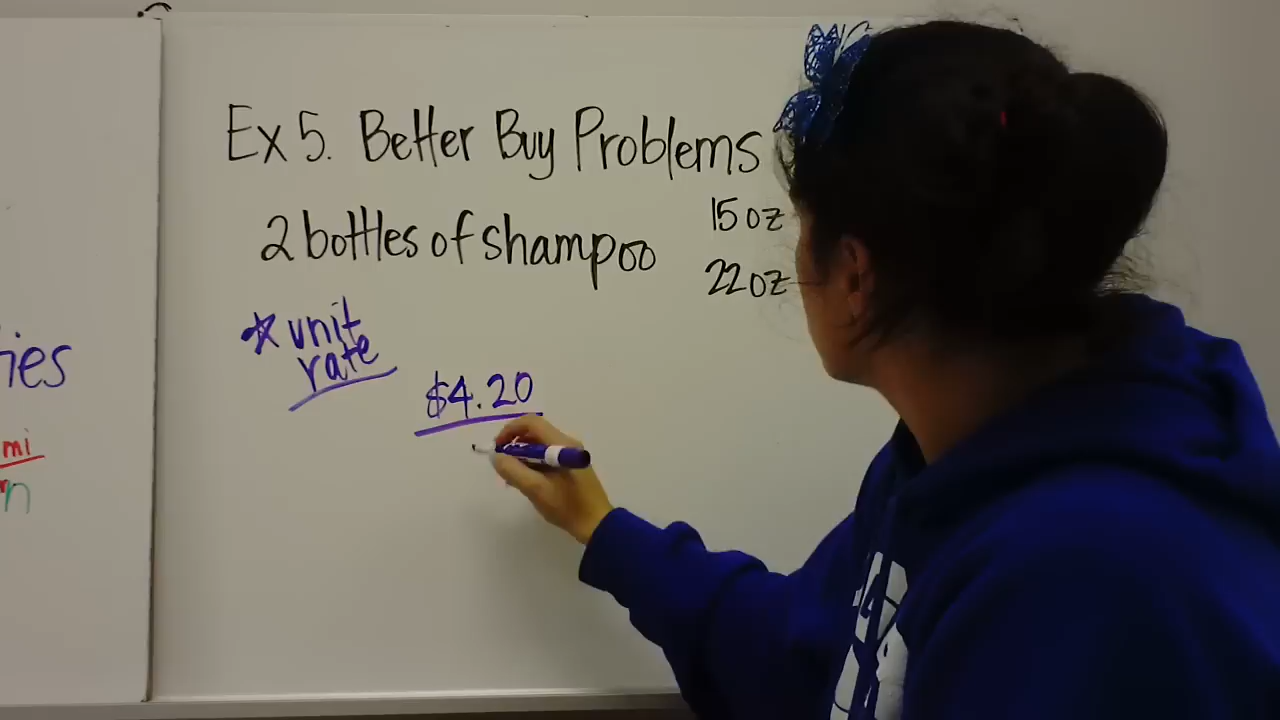 Ex 5. Better Buy Problems
2 bottles of shampoo
15 oz
22 oz
* unit
rate
$4.20
ies
mi
n